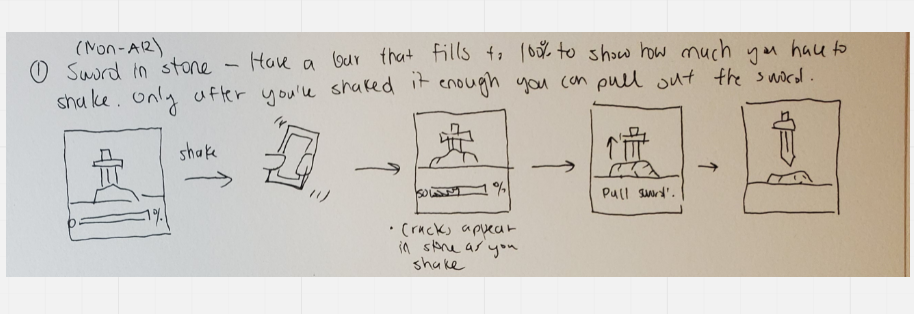 (Non-AR)
① Sword in stone – Have a bar that fills to 100% to show how much you have to
shake. Only after you've shaked it enough you can pull out the sword.
shake
0 %
50 %
Pull sword.
• Cracks appear
in stone as you
shake